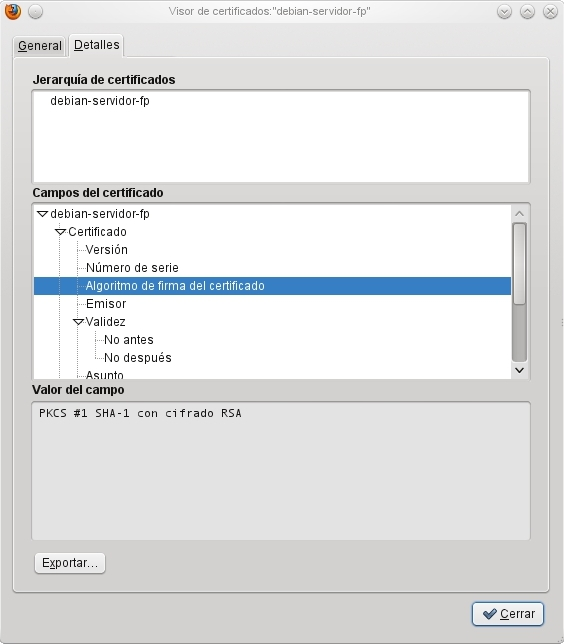 Visor de certificados:"debian-servidor-fp"
General Detalles
Jerarquía de certificados
debian-servidor-fp
Campos del certificado
debian-servidor-fp
Certificado
Versión
Número de serie
Algoritmo de firma del certificado
Emisor
Validez
No antes
No después
Asunto
Valor del campo
PKCS #1 SHA-1 con cifrado RSA
Exportar...
Cerrar